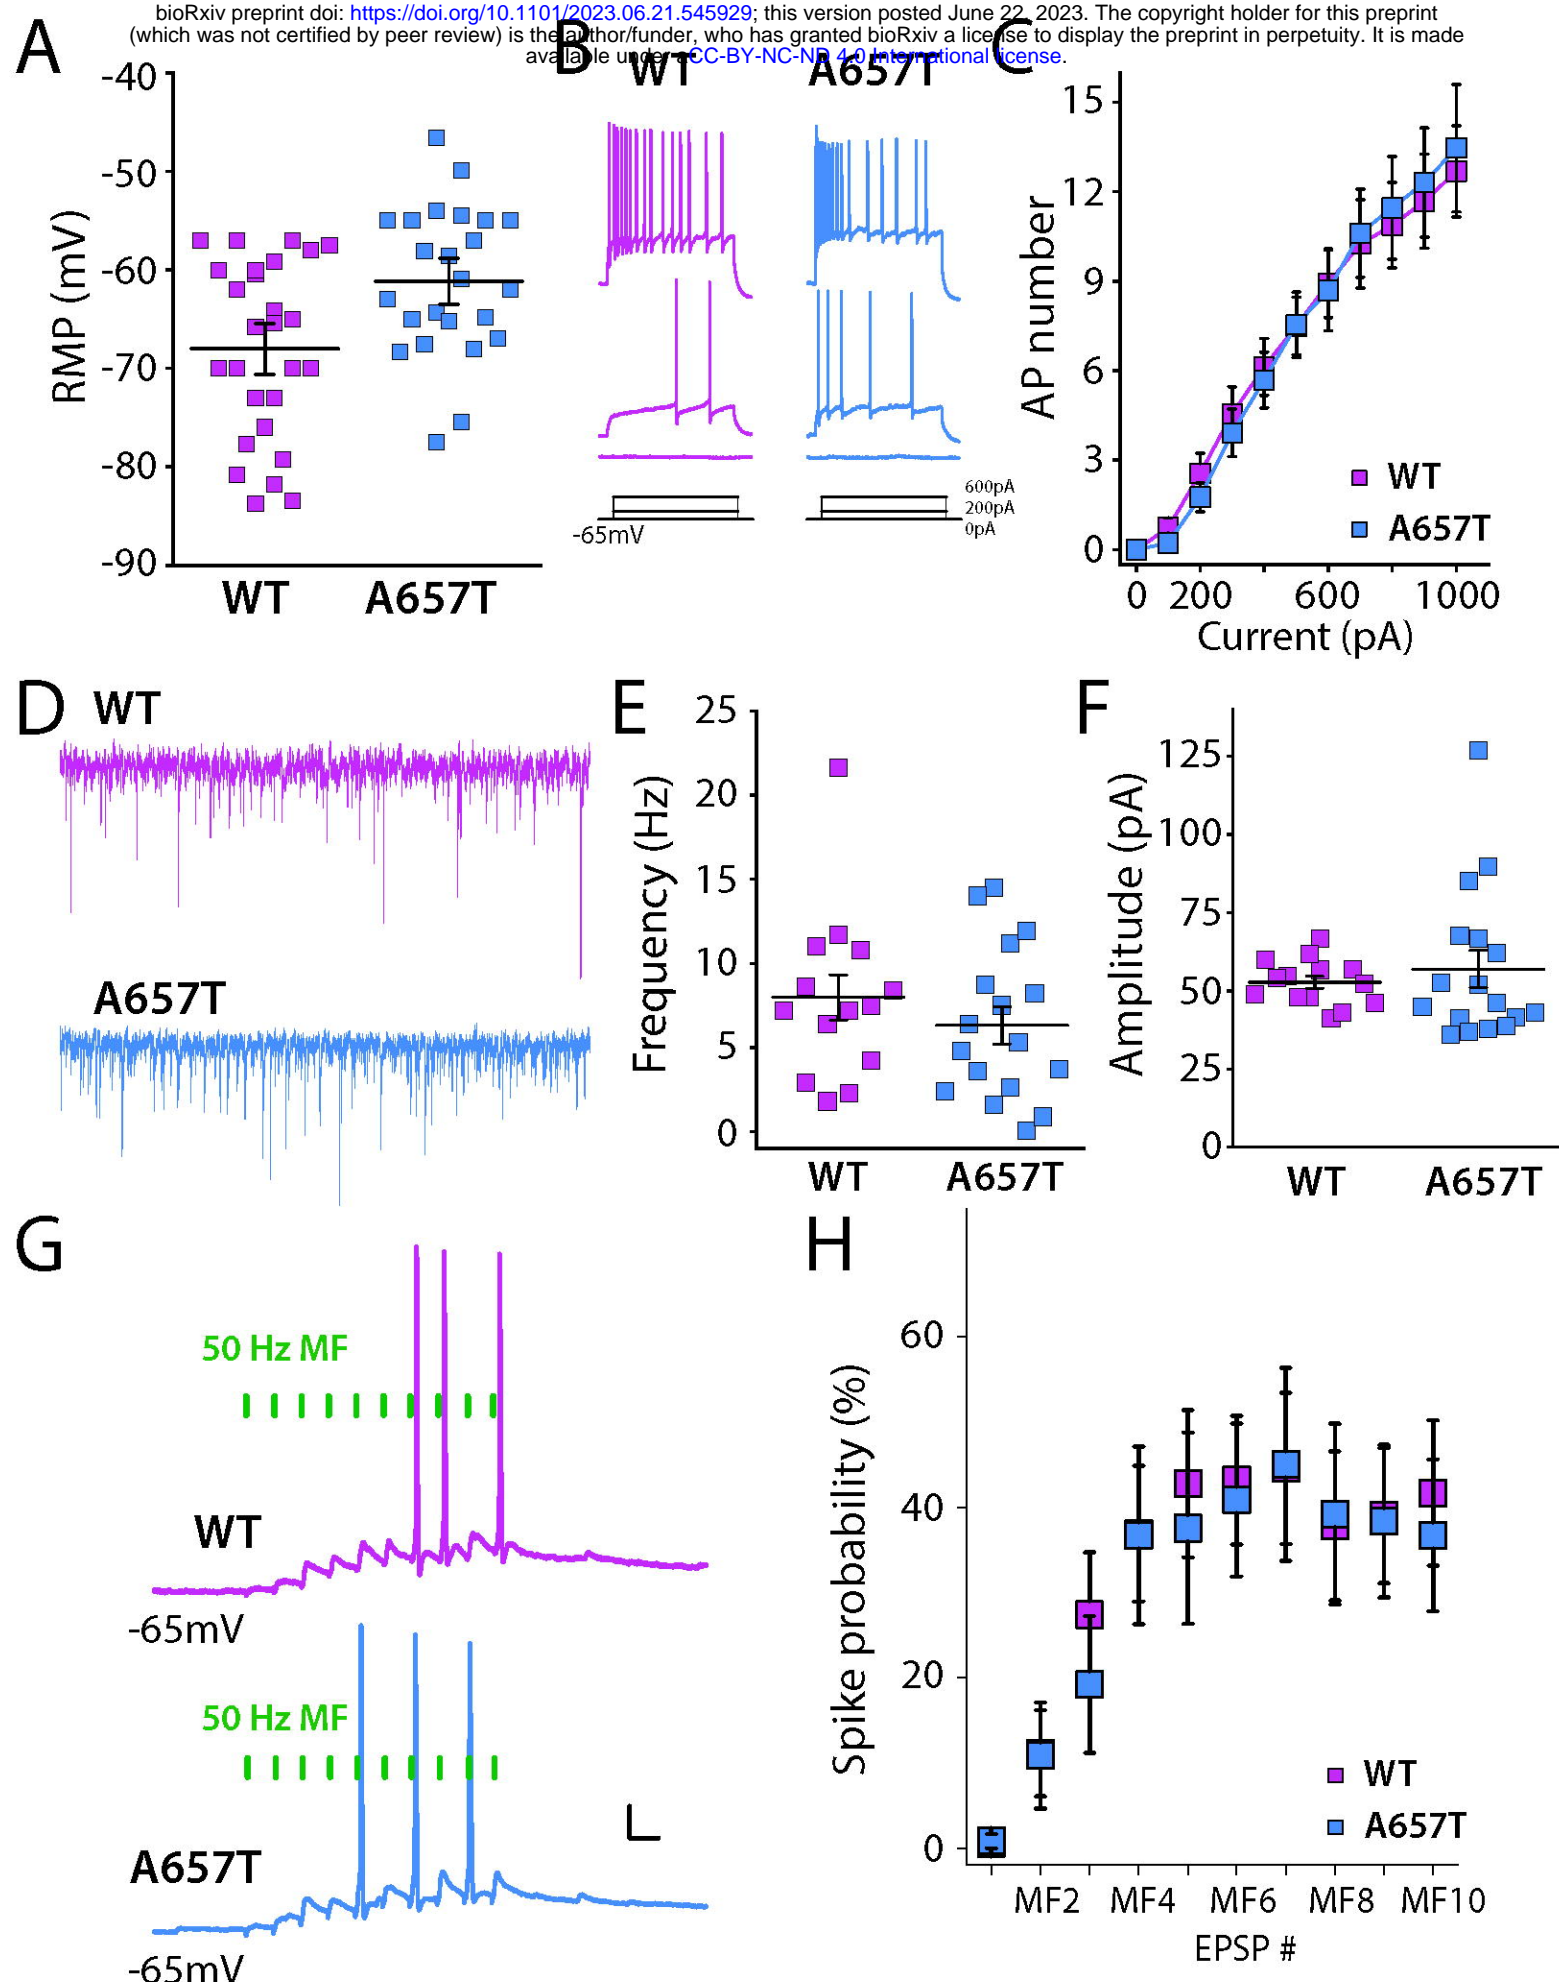 bioRxiv preprint doi: https://doi.org/10.1101/2023.06.21.545929; this version posted June 22, 2023. The copyright holder for this preprint
(which was not certified by peer review) is the author/funder, who has granted bioRxiv a license to display the preprint in perpetuity. It is made
available under aCC-BY-NC-ND 4.0 International license.
A
RMP (mV)
-40
-50
-60
-70
-80
-90
WT A657T
B
WT A657T
600pA
200pA
0pA
-65mV
C
AP number
15
12
9
6
3
0
WT
A657T
0 200 600 1000
Current (pA)
D WT
A657T
E
Frequency (Hz)
25
20
15
10
5
0
WT A657T
F
Amplitude (pA)
125
100
75
50
25
0
WT A657T
G
50 Hz MF
WT
-65mV
50 Hz MF
A657T
-65mV
H
Spike probability (%)
60
40
20
0
WT
A657T
MF2 MF4 MF6 MF8 MF10
EPSP #